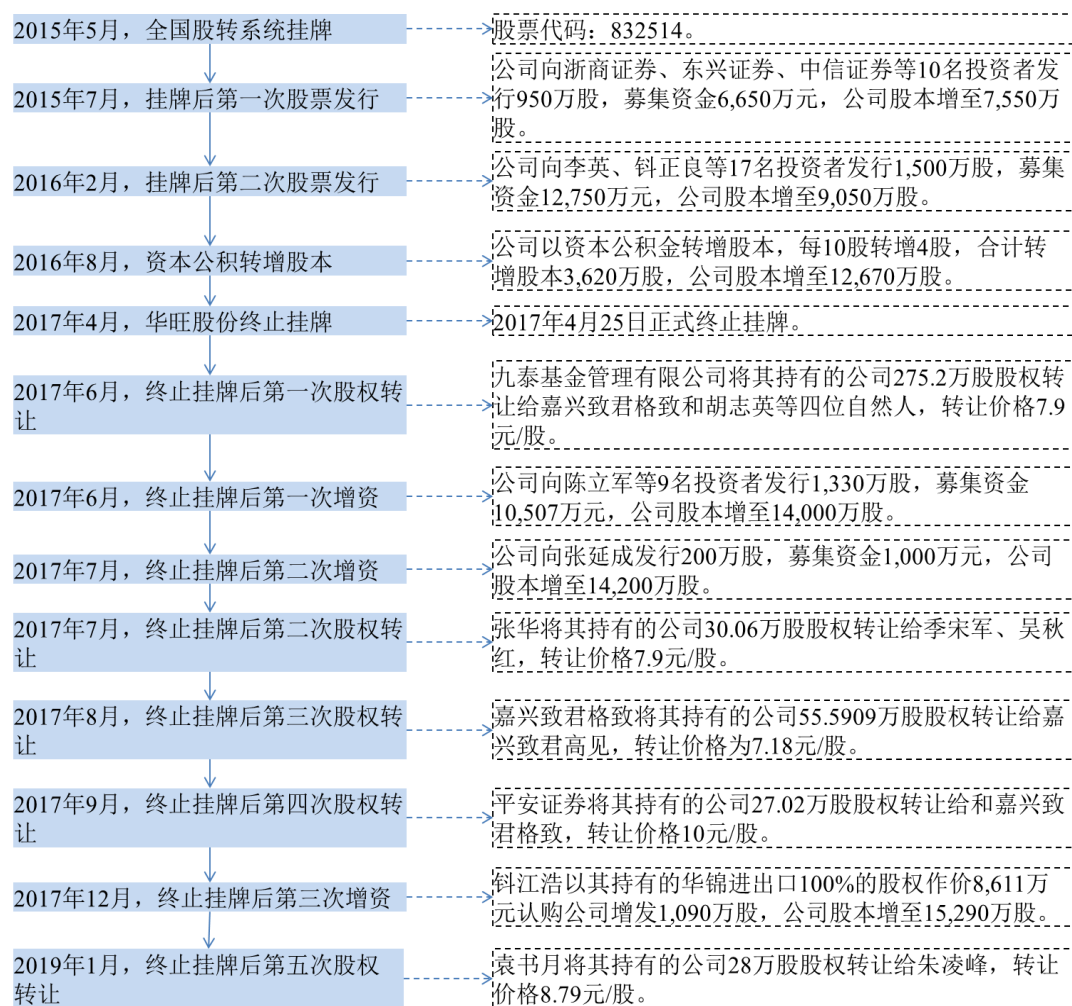 2015年5月，全国股转系统挂牌
股票代码：832514。
2015年7月，挂牌后第一次股票发行
公司向浙商证券、东兴证券、中信证券等10名投资者发
行950万股，募集资金6,650万元，公司股本增至7,550万
股。
2016年2月，挂牌后第二次股票发行
公司向李英、钭正良等17名投资者发行1,500万股，募集
资金12,750万元，公司股本增至9,050万股。
2016年8月，资本公积转增股本
公司以资本公积金转增股本，每10股转增4股，合计转
增股本3,620万股，公司股本增至12,670万股。
2017年4月，华旺股份终止挂牌
2017年4月25日正式终止挂牌。
2017年6月，终止挂牌后第一次股权转
让
九泰基金管理有限公司将其持有的公司275.2万股股权转
让给嘉兴致君格致和胡志英等四位自然人，转让价格7.9
元/股。
2017年6月，终止挂牌后第一次增资
公司向陈立军等9名投资者发行1,330万股，募集资金
10,507万元，公司股本增至14,000万股。
2017年7月，终止挂牌后第二次增资
公司向张延成发行200万股，募集资金1,000万元，公司
股本增至14,200万股。
2017年7月，终止挂牌后第二次股权转
让
张华将其持有的公司30.06万股股权转让给季宋军、吴秋
红，转让价格7.9元/股。
2017年8月，终止挂牌后第三次股权转
让
嘉兴致君格致将其持有的公司55.5909万股股权转让给嘉
兴致君高见，转让价格为7.18元/股。
2017年9月，终止挂牌后第四次股权转
让
平安证券将其持有的公司27.02万股股权转让给和嘉兴致
君格致，转让价格10元/股。
2017年12月，终止挂牌后第三次增资
钭江浩以其持有的华锦进出口100%的股权作价8,611万
元认购公司增发1,090万股，公司股本增至15,290万股。
2019年1月，终止挂牌后第五次股权
转让
袁书月将其持有的公司28万股股权转让给朱凌峰，转让
价格8.79元/股。